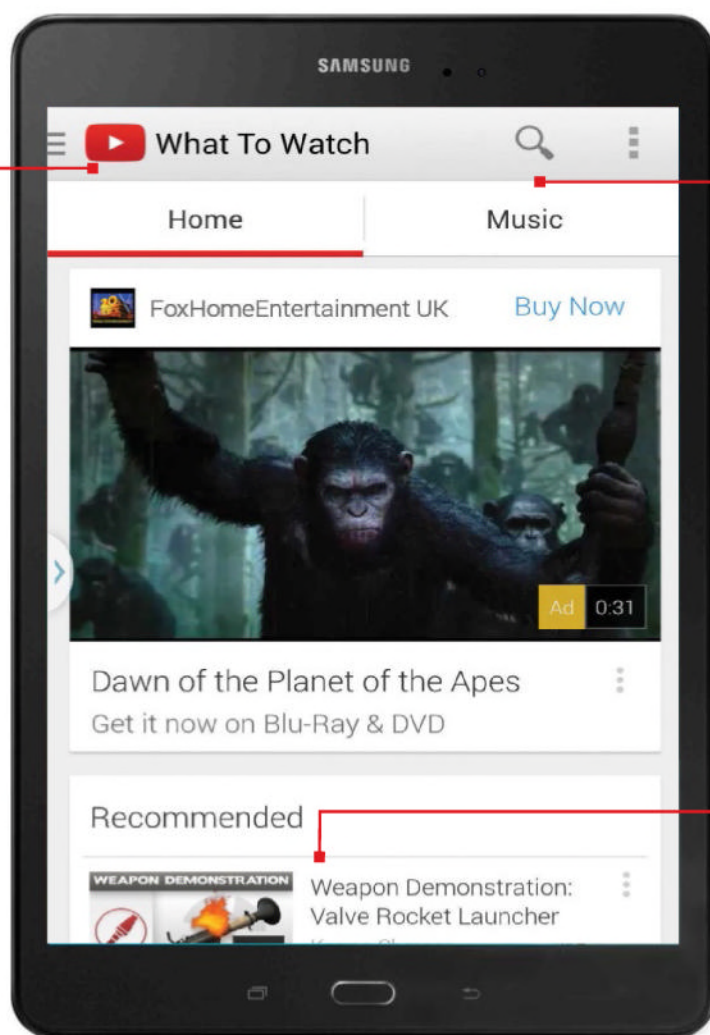 SAMSUNG
What To Watch
Home
Music
FoxHomeEntertainment UK
Buy Now
Ad 0:31
Dawn of the Planet of the Apes
Get it now on Blu-Ray & DVD
Recommended
WEAPON DEMONSTRATION
Weapon Demonstration:
Valve Rocket Launcher